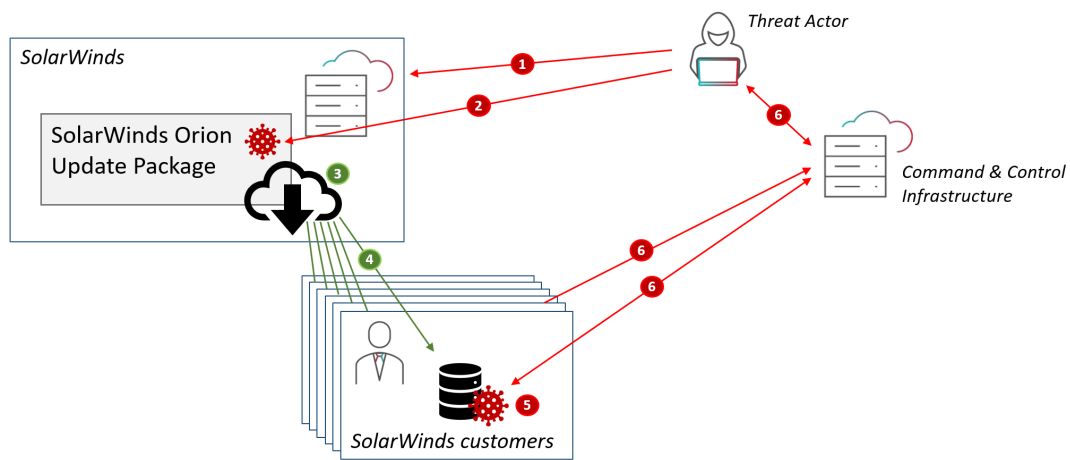 Threat Actor
SolarWinds
1
2
6
SolarWinds Orion
Update Package
3
Command & Control
Infrastructure
4
6
6
5
SolarWinds customers